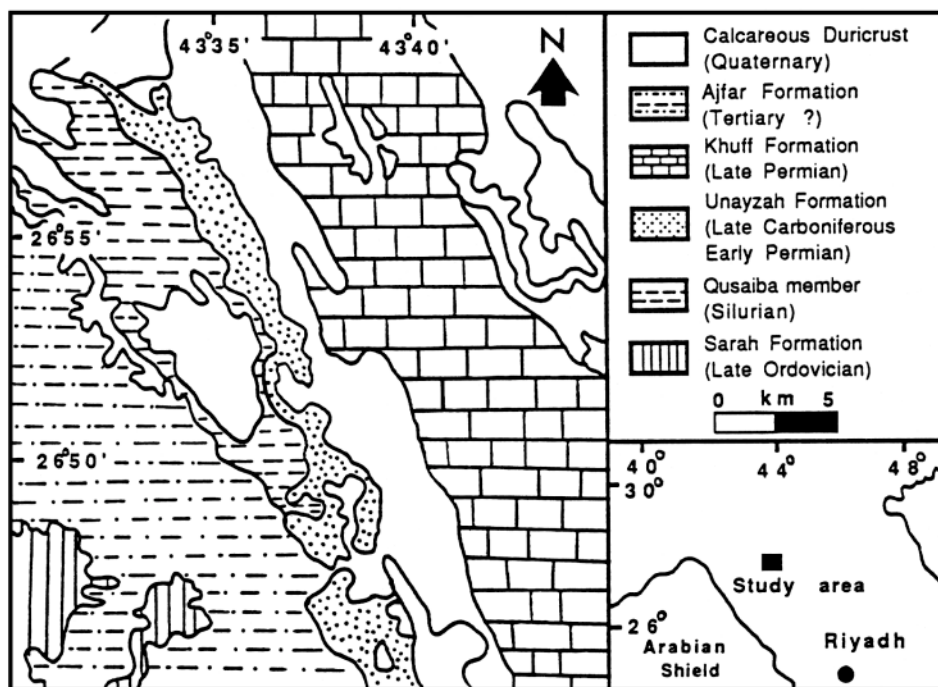 43°35'
43°40'
N
26°55'
26°50'
Calcareous Duricrust
(Quaternary)
Ajfar Formation
(Tertiary ?)
Khuff Formation
(Late Permian)
Unayzah Formation
(Late Carboniferous
Early Permian)
Qusaiba member
(Silurian)
Sarah Formation
(Late Ordovician)
0 km 5
40° 44° 48°
30°
Study area
26°
Arabian
Shield
Riyadh